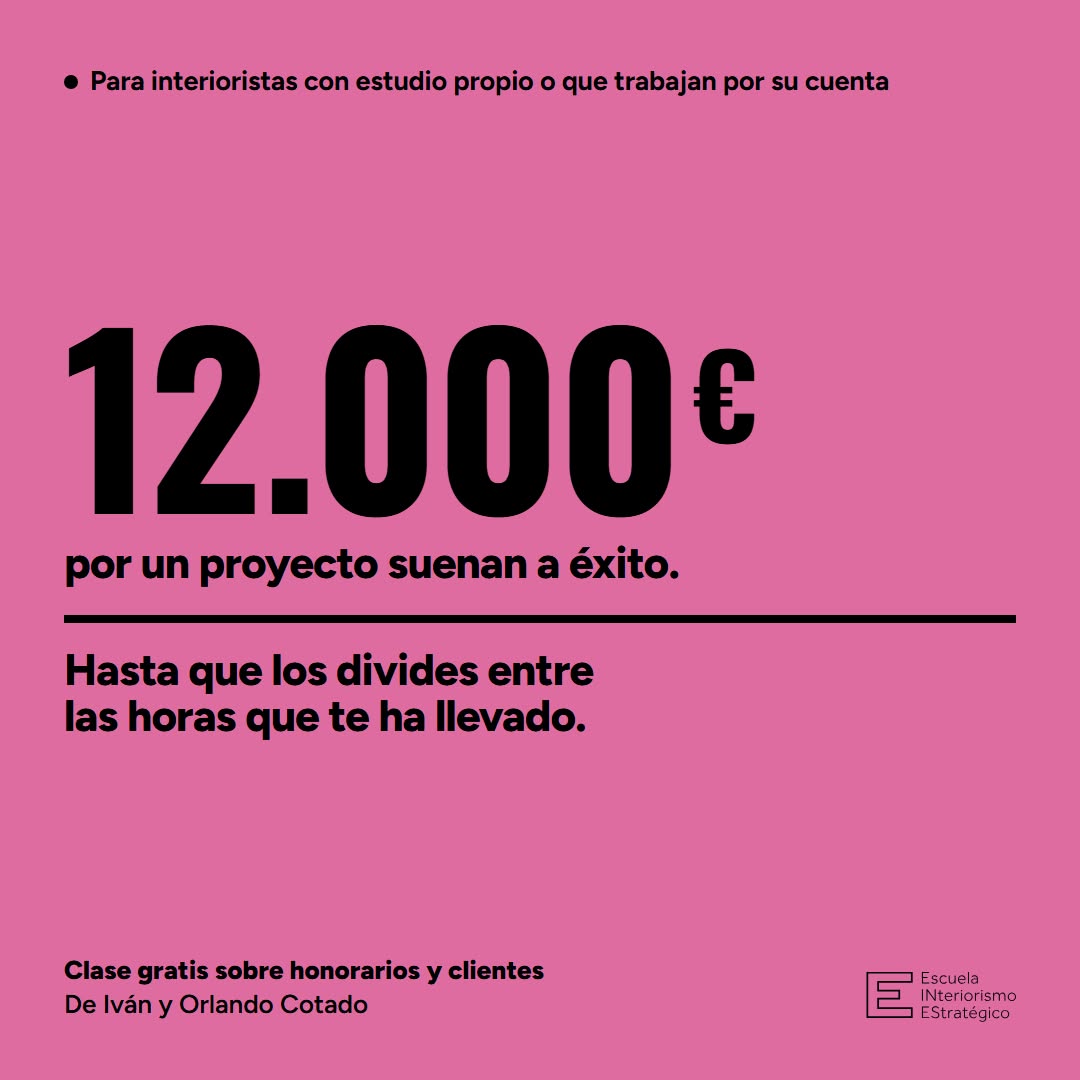 Para interioristas con estudio propio o que trabajan por su cuenta
12.000€
por un proyecto suenan a éxito.
Hasta que los divides entre
las horas que te ha llevado.
Clase gratis sobre honorarios y clientes
De Iván y Orlando Cotado
Escuela
INteriorismo
EStratégico